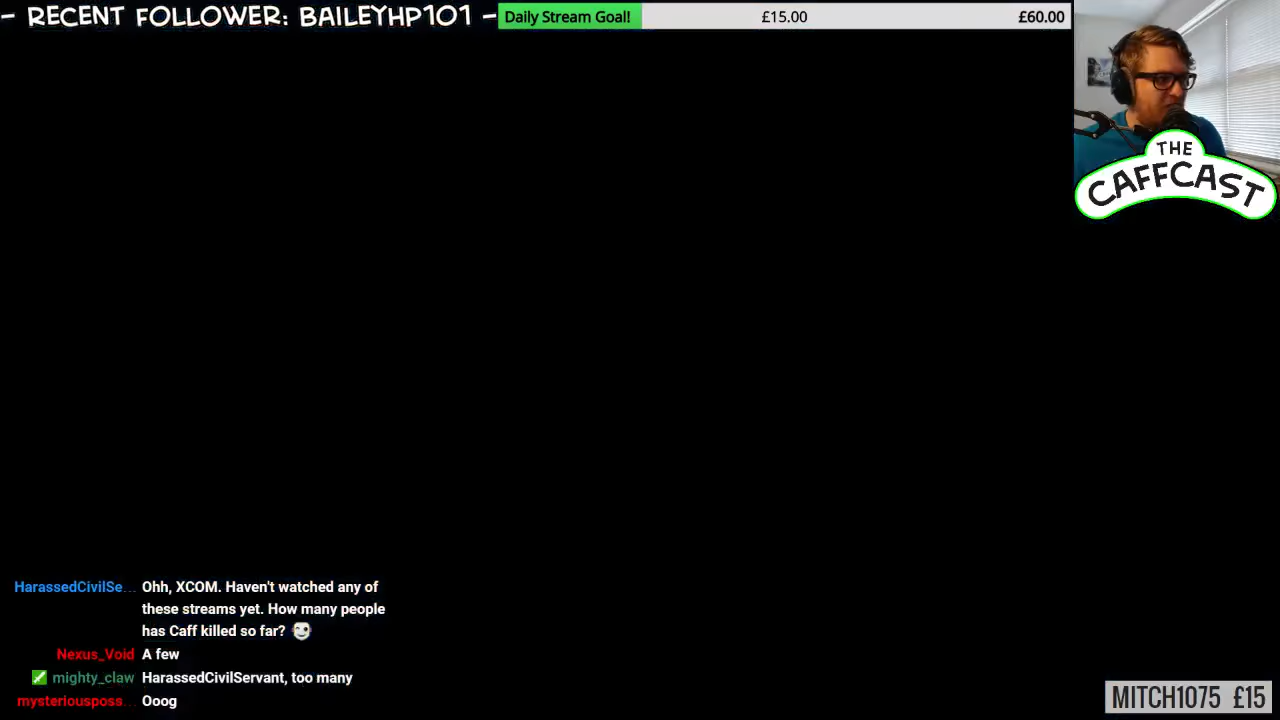 - RECENT FOLLOWER: BAILEYHP101 -
Daily Stream Goal! £15.00 £60.00
THE
CAFFCAST
HarassedCivilSe... Ohh, XCOM. Haven't watched any of
these streams yet. How many people
has Caff killed so far?
Nexus_Void A few
mighty_claw HarassedCivilServant, too many
mysteriousposs... Ooog
MITCH1075 £15